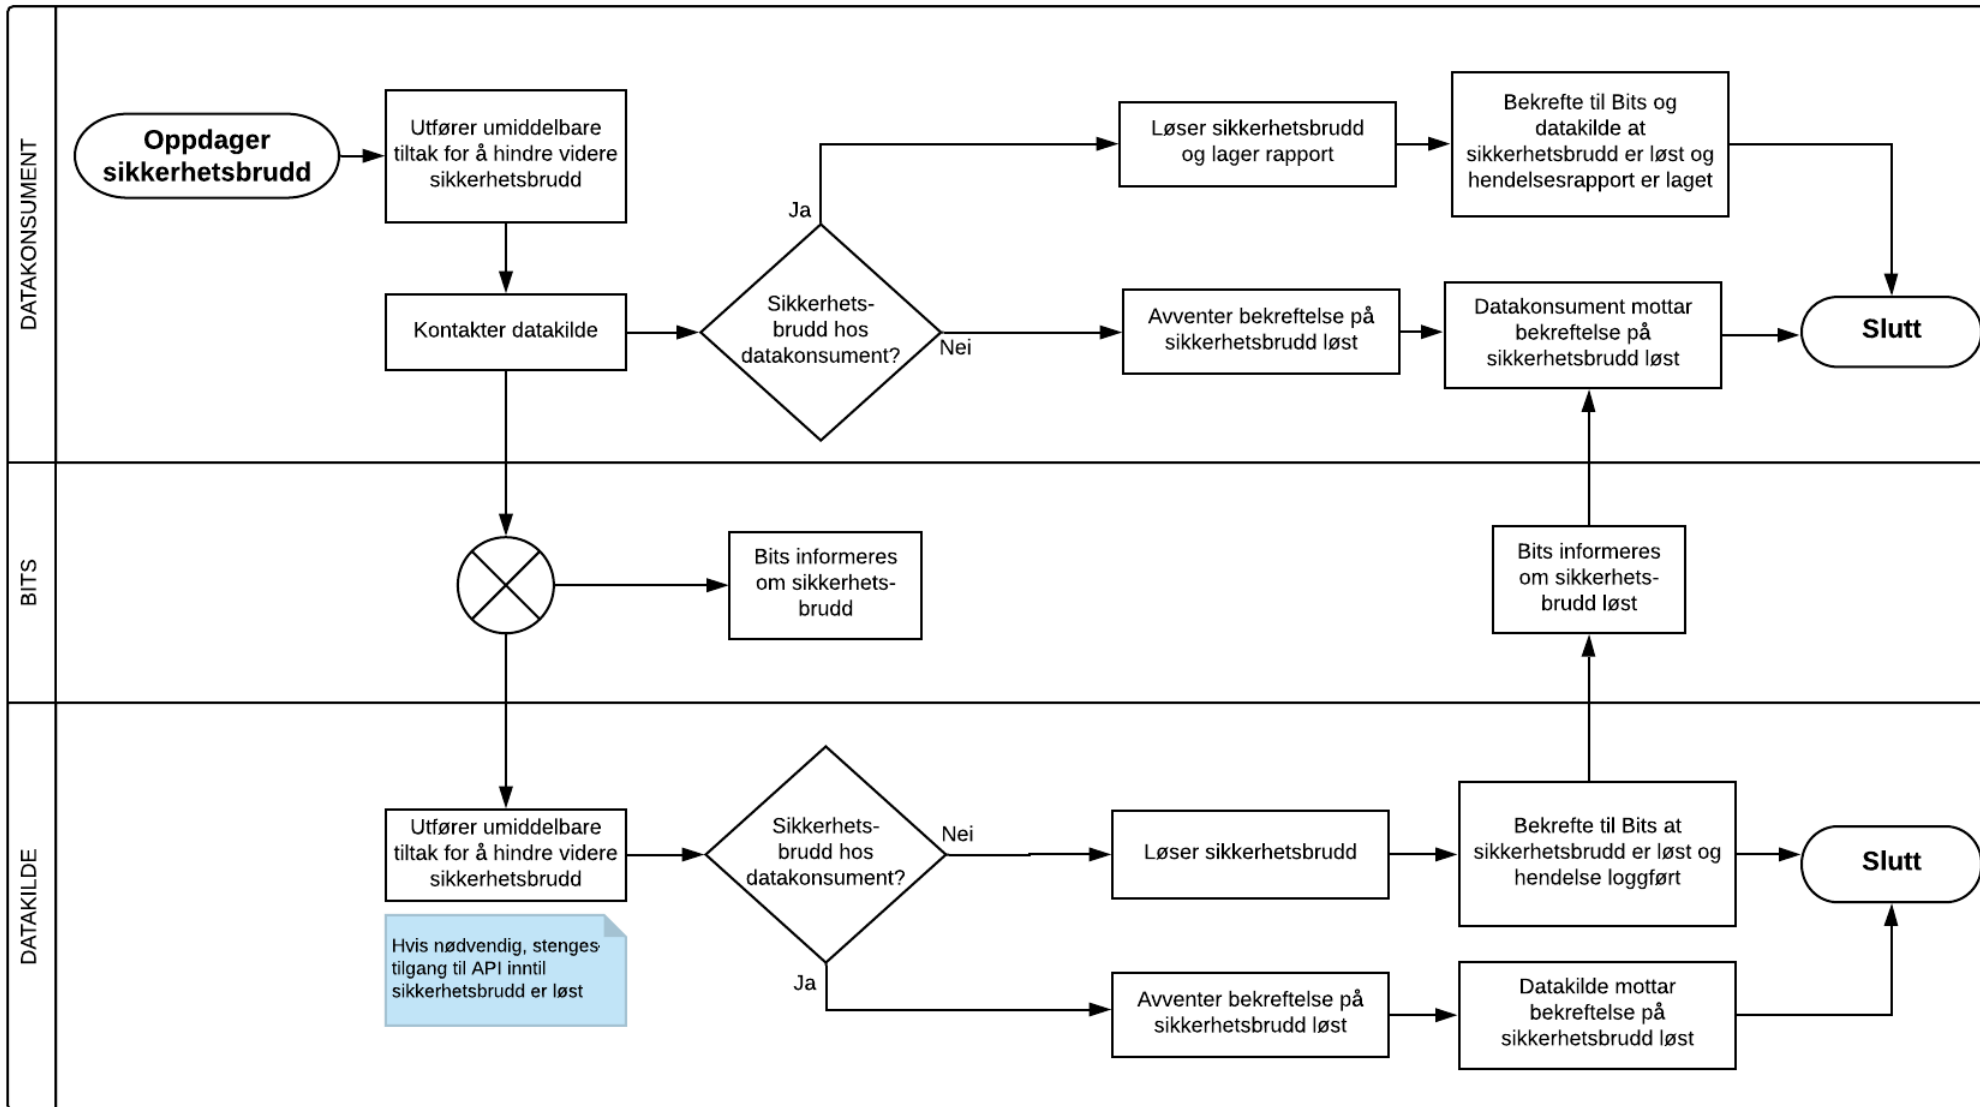 DATAKONSUMENT
Oppdager
sikkerhetsbrudd
Utfører umiddelbare
tiltak for å hindre videre
sikkerhetsbrudd
Kontakter datakilde
Sikkerhets-
brudd hos
datakonsument?
Ja
Nei
Løser sikkerhetsbrudd
og lager rapport
Bekrefte til Bits og
datakilde at
sikkerhetsbrudd er løst og
hendelsesrapport er laget
Avventer bekreftelse på
sikkerhetsbrudd løst
Datakonsument mottar
bekreftelse på
sikkerhetsbrudd løst
Slutt
BITS
Bits informeres
om sikkerhets-
brudd
Bits informeres
om sikkerhets-
brudd løst
DATAKILDE
Utfører umiddelbare
tiltak for å hindre videre
sikkerhetsbrudd
Hvis nødvendig, stenges
tilgang til API inntil
sikkerhetsbrudd er løst
Sikkerhets-
brudd hos
datakonsument?
Nei
Ja
Løser sikkerhetsbrudd
Bekrefte til Bits at
sikkerhetsbrudd er løst og
hendelse loggført
Avventer bekreftelse på
sikkerhetsbrudd løst
Datakilde mottar
bekreftelse på
sikkerhetsbrudd løst
Slutt